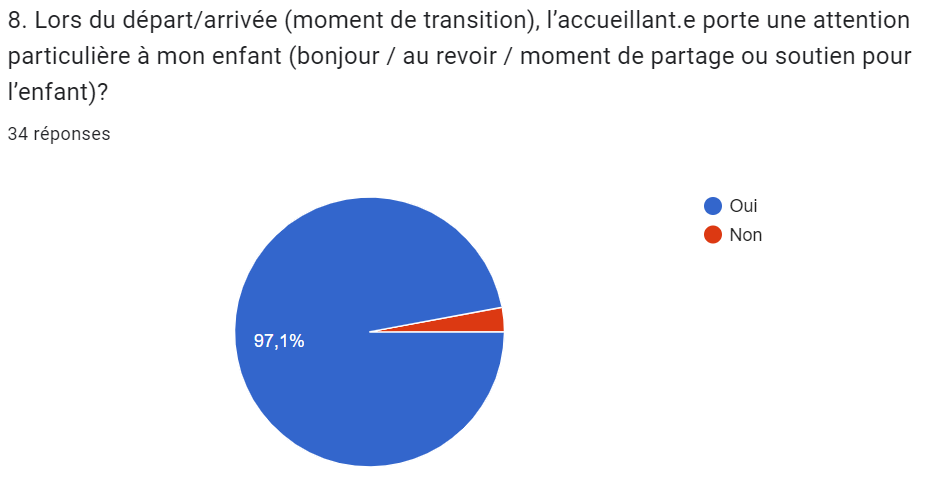 8. Lors du départ/arrivée (moment de transition), l’accueillant.e porte une attention
particulière à mon enfant (bonjour / au revoir / moment de partage ou soutien pour
l’enfant)?
34 réponses
Oui
Non
97,1%